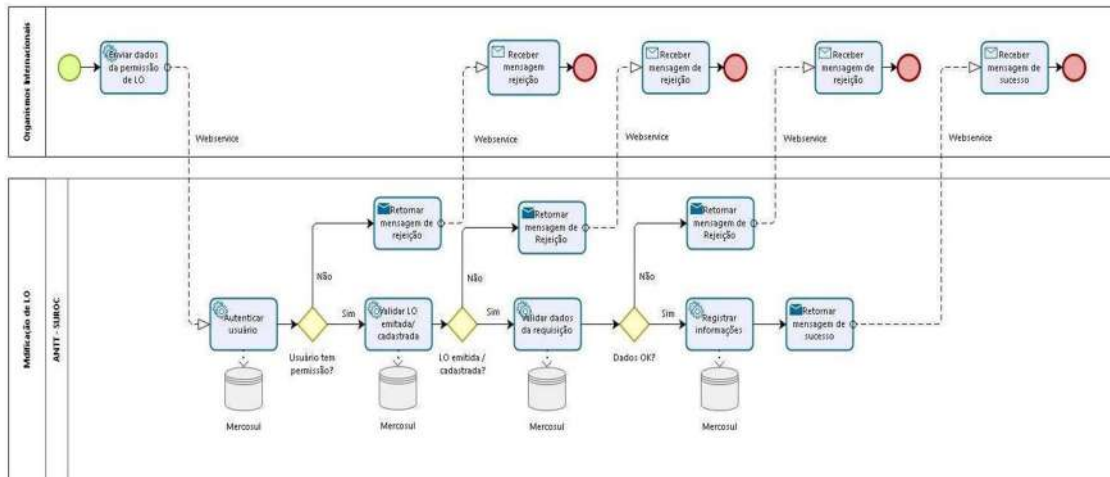 Organismos Internacionais
Enviar dados
da permissão
de LO
Receber
mensagem
rejeição
Receber
mensagem de
rejeição
Receber
mensagem de
rejeição
Receber
mensagem de
sucesso
Webservice
Webservice
Webservice
Webservice
Webservice
Mdificação de LO
ANTT - SUROC
Retornar
mensagem de
rejeição
Retornar
mensagem de
Rejeição
Retornar
mensagem de
Rejeição
Não
Não
Não
Autenticar
usuário
Sim
Validar LO
emitida/
cadastrada
Sim
Validar dados
da requisição
Sim
Registrar
informações
Retornar
mensagem de
sucesso
Usuário tem
permissão?
LO emitida /
cadastrada?
Dados OK?
Mercosul
Mercosul
Mercosul
Mercosul